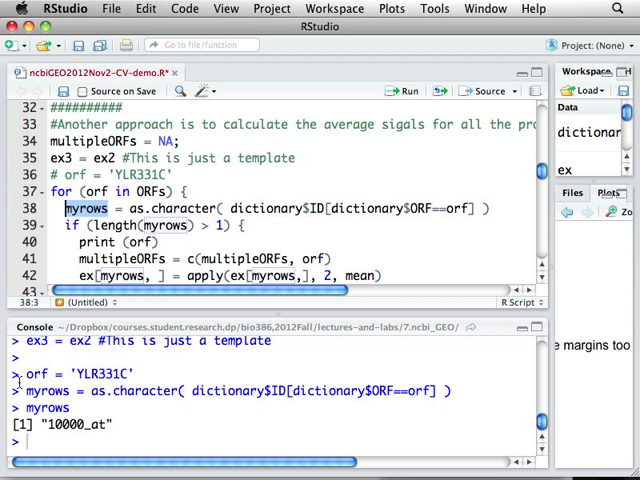 RStudio File Edit Code View Project Workspace Plots Tools Window Help
RStudio
Go to file/function
Project: (None)
ncbiGEO2012Nov2-CV-demo.R*
Source on Save
Run
Source
32 ##########
33 #Another approach is to calculate the average sigals for all the pro
34 multipleORFs = NA;
35 ex3 = ex2 #This is just a template
36 # orf = 'YLR331C'
37 for (orf in ORFs) {
38 myrows = as.character( dictionary$ID[dictionary$ORF==orf] )
39 if (length(myrows) > 1) {
40 print (orf)
41 multipleORFs = c(multipleORFs, orf)
42 ex[myrows, ] = apply(ex[myrows,], 2, mean)
43
38:3 (Untitled) R Script
Console ~/Dropbox/courses.student.research.dp/bio386,2012Fall/lectures-and-labs/7.ncbi_GEO/
> ex3 = ex2 #This is just a template
>
> orf = 'YLR331C'
> myrows = as.character( dictionary$ID[dictionary$ORF==orf] )
> myrows
[1] "10000_at"
>
Workspace
Load
Data
dictionar
ex
Files Plots
e margins too